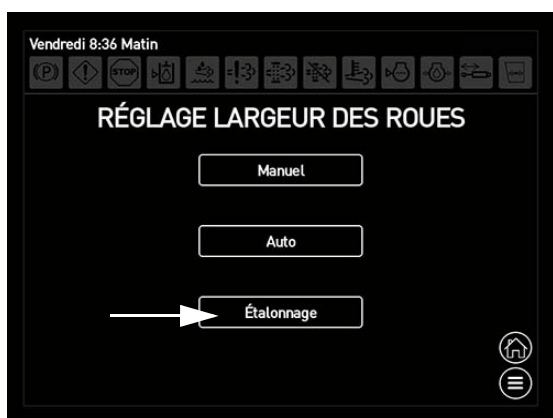 Vendredi 8:36 Matin
STOP
RÉGLAGE LARGEUR DES ROUES
Manuel
Auto
Étalonnage